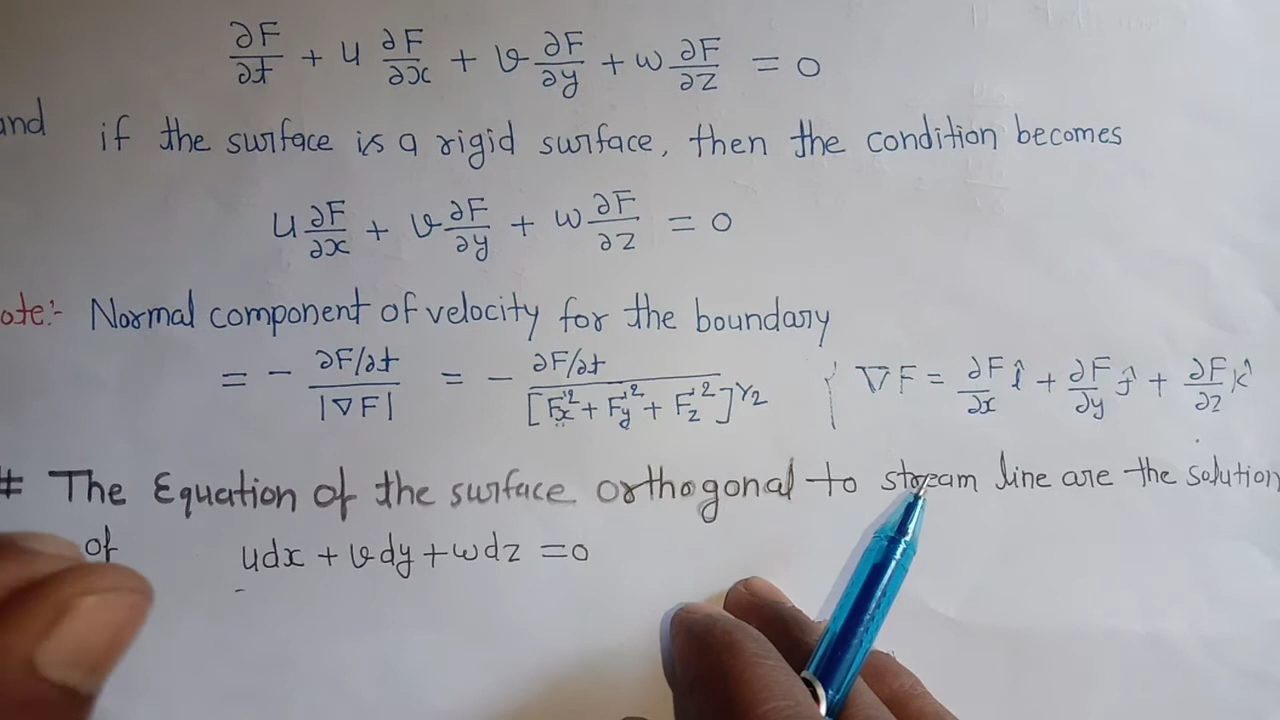 ∂F/∂t + u ∂F/∂x + v ∂F/∂y + w ∂F/∂z = 0
and if the surface is a rigid surface, then the condition becomes
u ∂F/∂x + v ∂F/∂y + w ∂F/∂z = 0
ote:- Normal component of velocity for the boundary
= - (∂F/∂t)/|∇F| = - (∂F/∂t)/[Fx² + Fy² + Fz²]^1/2 { ∇F = ∂F/∂x î + ∂F/∂y ĵ + ∂F/∂z k̂
# The Equation of the surface orthogonal to stream line are the solution
of udx + vdy + wdz = 0